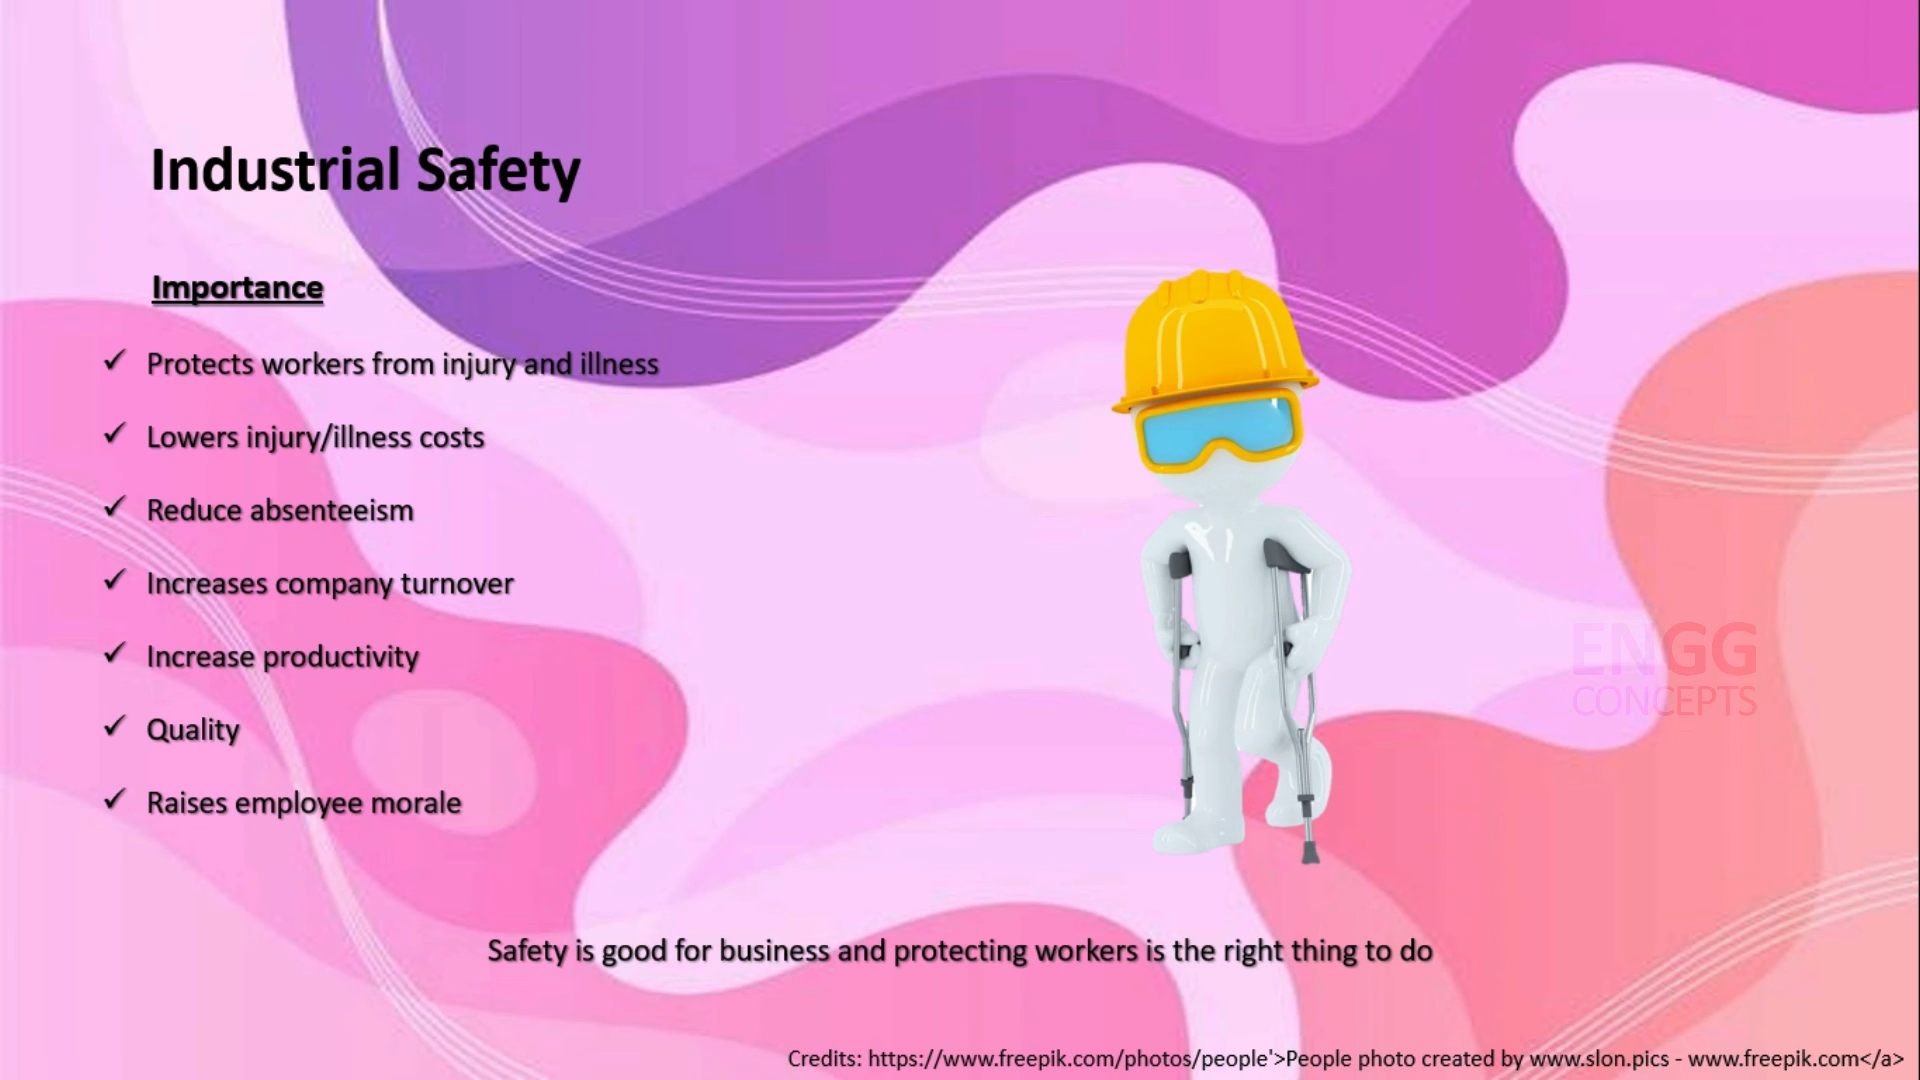 Industrial Safety
Importance
✓ Protects workers from injury and illness
✓ Lowers injury/illness costs
✓ Reduce absenteeism
✓ Increases company turnover
✓ Increase productivity
✓ Quality
✓ Raises employee morale
ENGG
CONCEPTS
Safety is good for business and protecting workers is the right thing to do
Credits: https://www.freepik.com/photos/people'>People photo created by www.slon.pics - www.freepik.com</a>